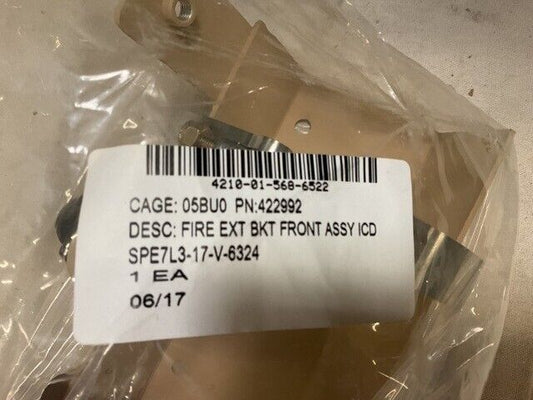 4210-01-568-6522
CAGE: 05BU0 PN:422992
DESC: FIRE EXT BKT FRONT ASSY ICD
SPE7L3-17-V-6324
1 EA
06/17